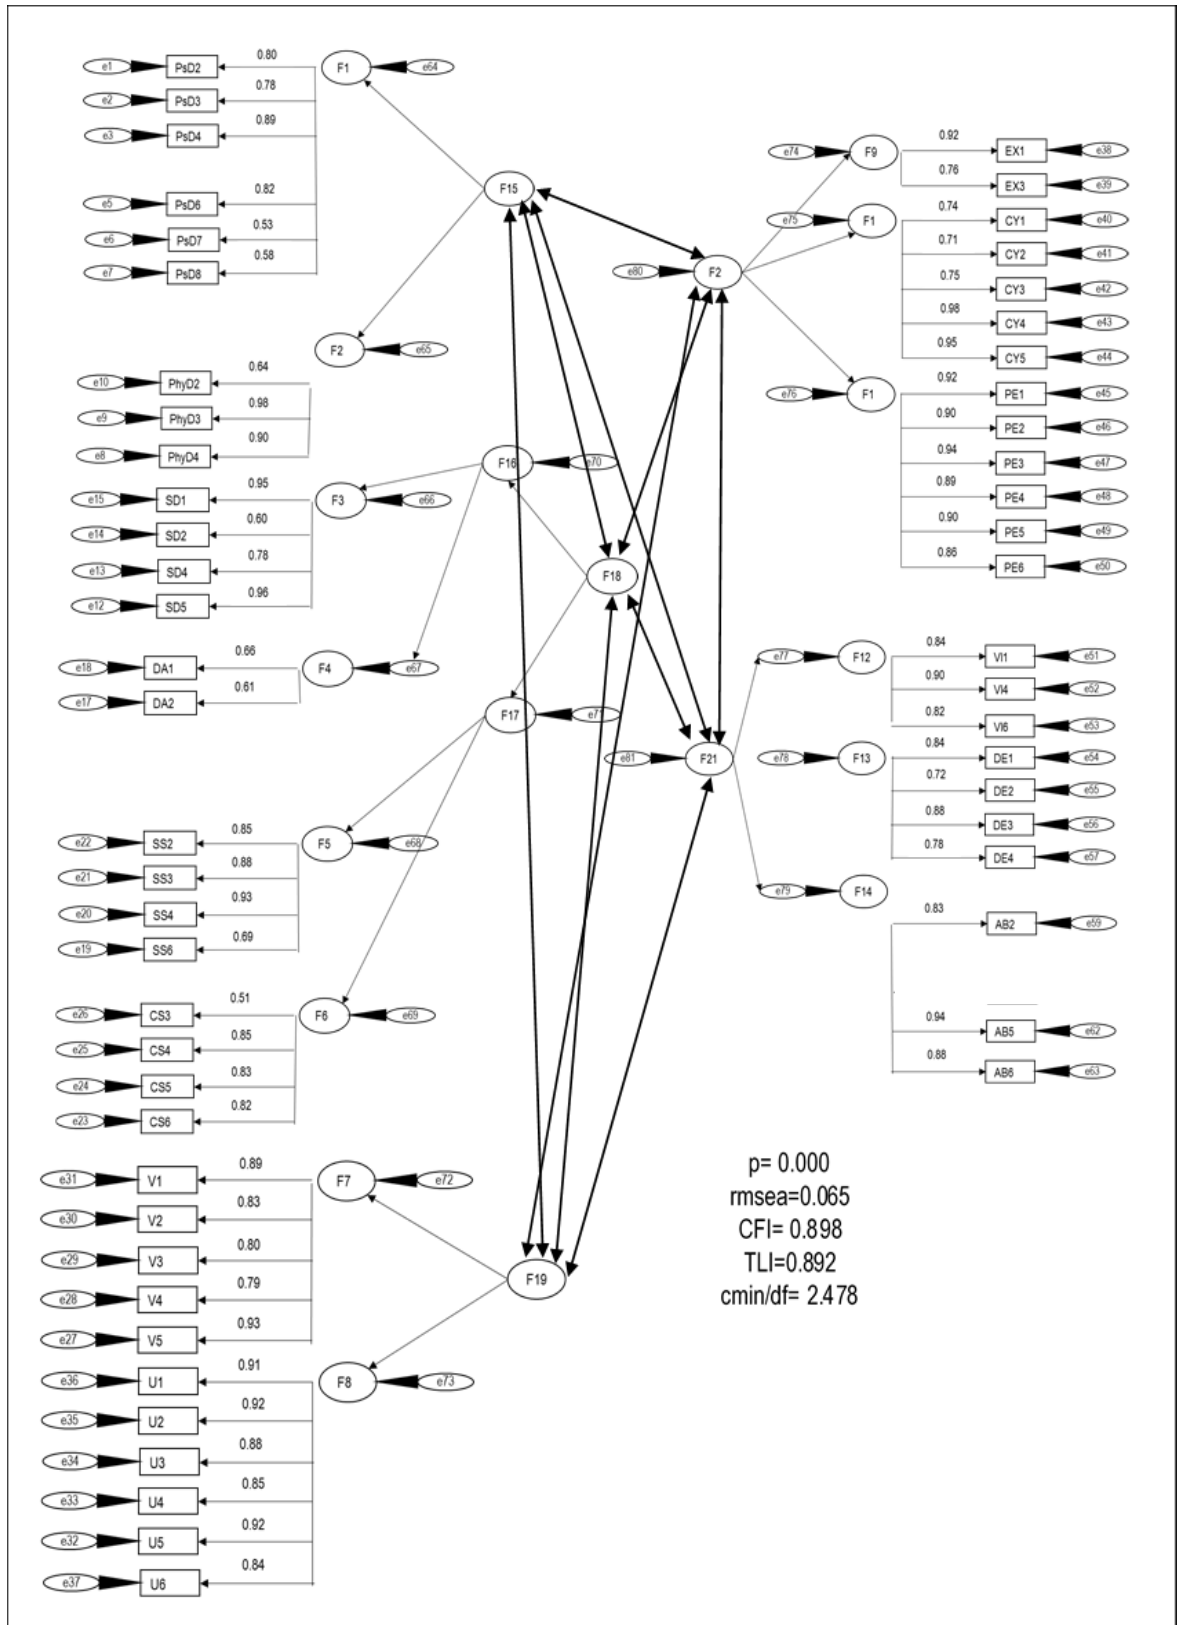 e1 PsD2 0.80 F1 e64
e2 PsD3 0.78
e3 PsD4 0.89
e5 PsD6 0.82
e6 PsD7 0.53
e7 PsD8 0.58
F2 e65
e10 PhyD2 0.64
e9 PhyD3 0.98
e8 PhyD4 0.90
e15 SD1 0.95 F3 e66
e14 SD2 0.60
e13 SD4 0.78
e12 SD5 0.96
e18 DA1 0.66 F4 e67
e17 DA2 0.61
e22 SS2 0.85 F5 e68
e21 SS3 0.88
e20 SS4 0.93
e19 SS6 0.69
e26 CS3 0.51 F6 e69
e25 CS4 0.85
e24 CS5 0.83
e23 CS6 0.82
e31 V1 0.89 F7 e72
e30 V2 0.83
e29 V3 0.80
e28 V4 0.79
e27 V5 0.93
e36 U1 0.91 F8 e73
e35 U2 0.92
e34 U3 0.88
e33 U4 0.85
e32 U5 0.92
e37 U6 0.84
F15
F16 e70
F18
F17 e71
F19
e80 F2
e81 F21
e74 F9 0.92 EX1 e38
0.76 EX3 e39
e75 F1 0.74 CY1 e40
0.71 CY2 e41
0.75 CY3 e42
0.98 CY4 e43
0.95 CY5 e44
e76 F1 0.92 PE1 e45
0.90 PE2 e46
0.94 PE3 e47
0.89 PE4 e48
0.90 PE5 e49
0.86 PE6 e50
e77 F12 0.84 VI1 e51
0.90 VI4 e52
0.82 VI6 e53
e78 F13 0.84 DE1 e54
0.72 DE2 e55
0.88 DE3 e56
0.78 DE4 e57
e79 F14
0.83 AB2 e59
0.94 AB5 e62
0.88 AB6 e63
p= 0.000
rmsea=0.065
CFI= 0.898
TLI=0.892
cmin/df= 2.478